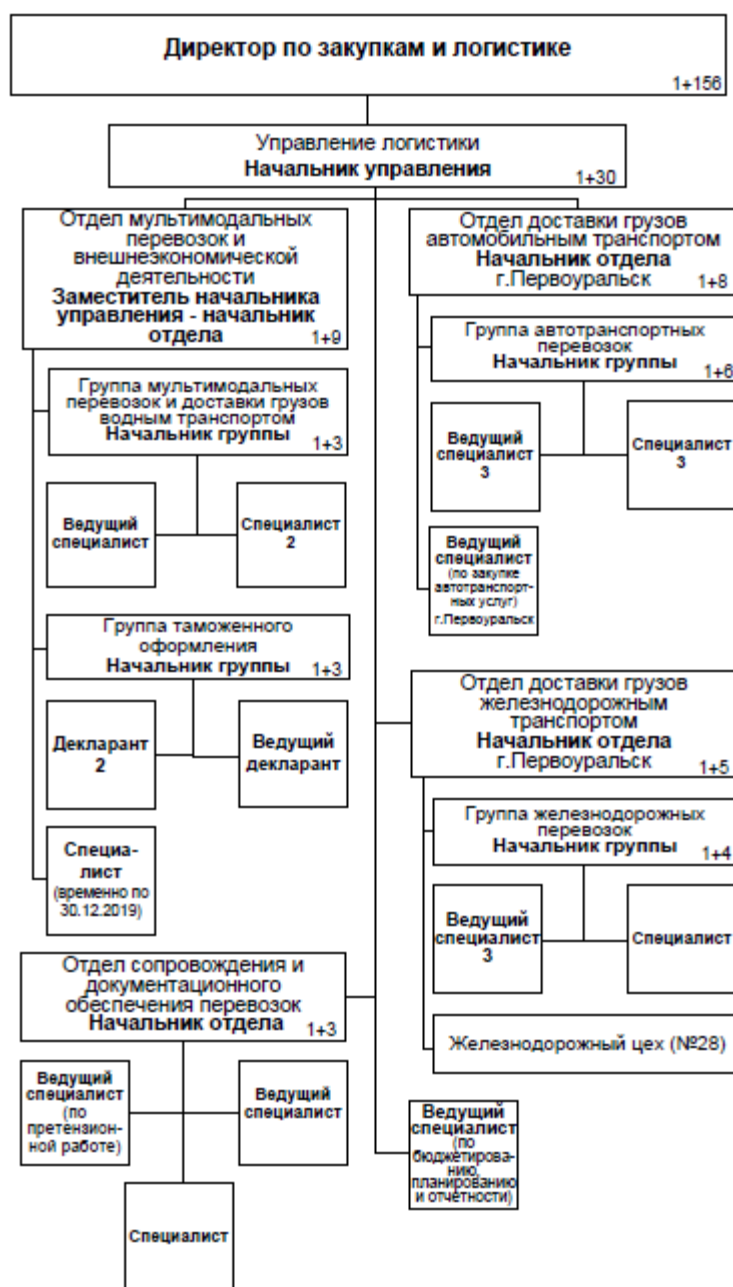 Директор по закупкам и логистике
1+156
Управление логистики
Начальник управления
1+30
Отдел мультимодальных
перевозок и
внешнеэкономической
деятельности
Заместитель начальника
управления - начальник
отдела
1+9
Группа мультимодальных
перевозок и доставки грузов
водным транспортом
Начальник группы
1+3
Ведущий
специалист
Специалист
2
Группа таможенного
оформления
Начальник группы
1+3
Декларант
2
Ведущий
декларант
Специа-
лист
(временно по
30.12.2019)
Отдел сопровождения и
документационного
обеспечения перевозок
Начальник отдела
1+3
Ведущий
специалист
(по
претензион-
ной работе)
Ведущий
специалист
Специалист
Отдел доставки грузов
автомобильным транспортом
Начальник отдела
г.Первоуральск
1+8
Группа автотранспортных
перевозок
Начальник группы
1+6
Ведущий
специалист
3
Специалист
3
Ведущий
специалист
(по закупке
автотранспорт-
ных услуг)
г.Первоуральск
Отдел доставки грузов
железнодорожным
транспортом
Начальник отдела
г.Первоуральск
1+5
Группа железнодорожных
перевозок
Начальник группы
1+4
Ведущий
специалист
3
Специалист
Железнодорожный цех (№28)
Ведущий
специалист
(по
бюджетирова-
нию,
планированию
и отчетности)